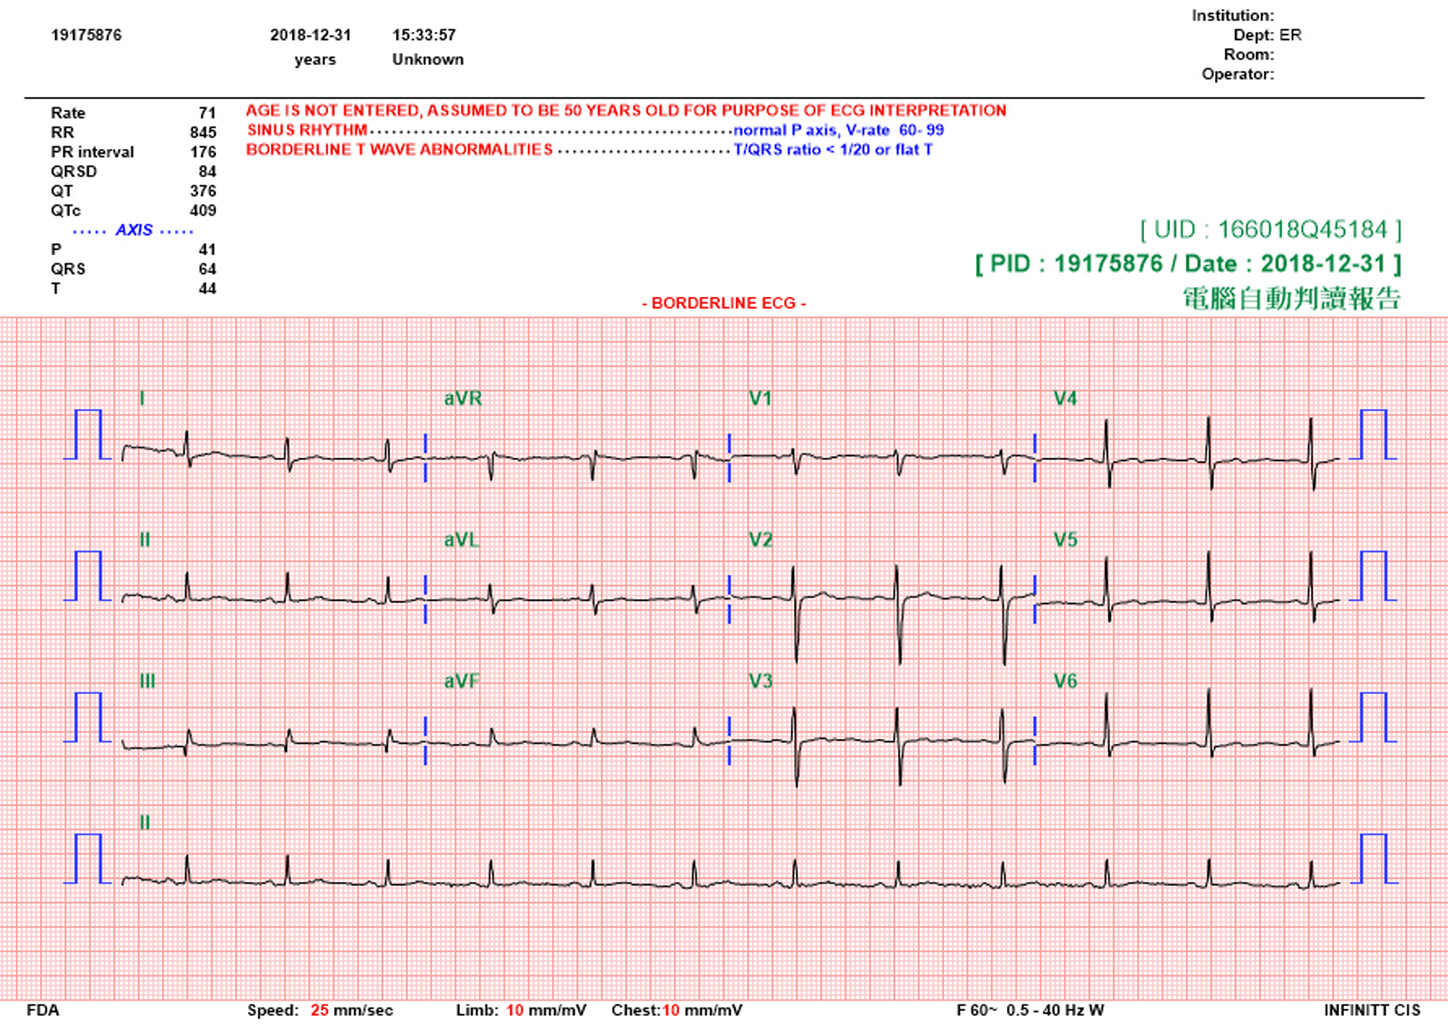 19175876 2018-12-31 15:33:57
years Unknown
Institution:
Dept: ER
Room:
Operator:
Rate 71
RR 845
PR interval 176
QRSD 84
QT 376
QTc 409
····· AXIS ·····
P 41
QRS 64
T 44
AGE IS NOT ENTERED, ASSUMED TO BE 50 YEARS OLD FOR PURPOSE OF ECG INTERPRETATION
SINUS RHYTHM..........................................normal P axis, V-rate 60- 99
BORDERLINE T WAVE ABNORMALITIES........................T/QRS ratio < 1/20 or flat T
[ UID : 166018Q45184 ]
[ PID : 19175876 / Date : 2018-12-31 ]
電腦自動判讀報告
- BORDERLINE ECG -
I aVR V1 V4
II aVL V2 V5
III aVF V3 V6
II
FDA Speed: 25 mm/sec Limb: 10 mm/mV Chest:10 mm/mV F 60~ 0.5 - 40 Hz W INFINITT CIS